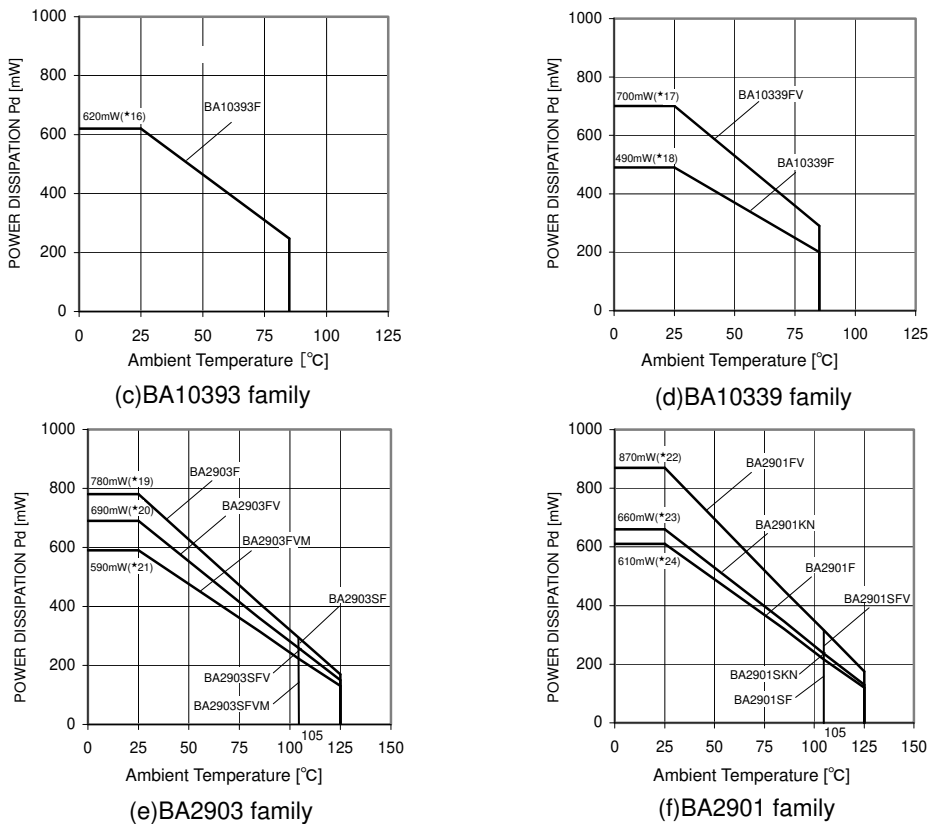 POWER DISSIPATION Pd [mW]
1000
800
600
400
200
0
620mW(★16)
BA10393F
0 25 50 75 100 125
Ambient Temperature [℃]
(c)BA10393 family
POWER DISSIPATION Pd [mW]
1000
800
600
400
200
0
700mW(★17)
BA10339FV
490mW(★18)
BA10339F
0 25 50 75 100 125
Ambient Temperature [℃]
(d)BA10339 family
POWER DISSIPATION Pd [mW]
1000
800
600
400
200
0
780mW(★19)
BA2903F
690mW(★20)
BA2903FV
BA2903FVM
590mW(★21)
BA2903SF
BA2903SFV
BA2903SFVM
105
0 25 50 75 100 125 150
Ambient Temperature [℃]
(e)BA2903 family
POWER DISSIPATION Pd [mW]
1000
800
600
400
200
0
870mW(★22)
BA2901FV
660mW(★23)
BA2901KN
610mW(★24)
BA2901F
BA2901SFV
BA2901SKN
BA2901SF
105
0 25 50 75 100 125 150
Ambient Temperature [℃]
(f)BA2901 family